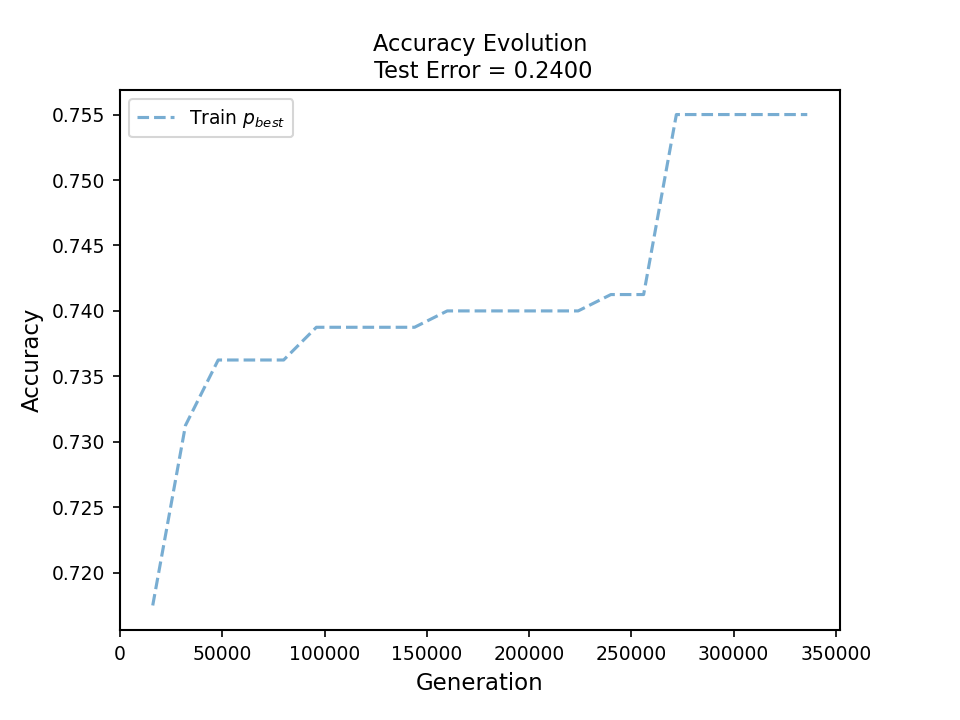 Accuracy Evolution
Test Error = 0.2400
Train p_best
0.755
0.750
0.745
0.740
0.735
0.730
0.725
0.720
Accuracy
0 50000 100000 150000 200000 250000 300000 350000
Generation